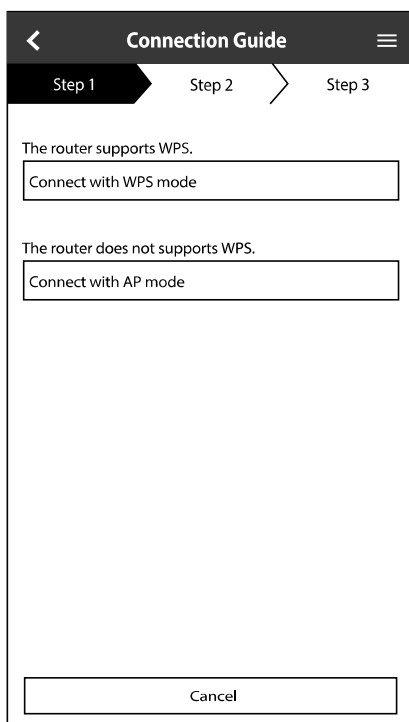 Connection Guide
Step 1 Step 2 Step 3
The router supports WPS.
Connect with WPS mode
The router does not supports WPS.
Connect with AP mode
Cancel